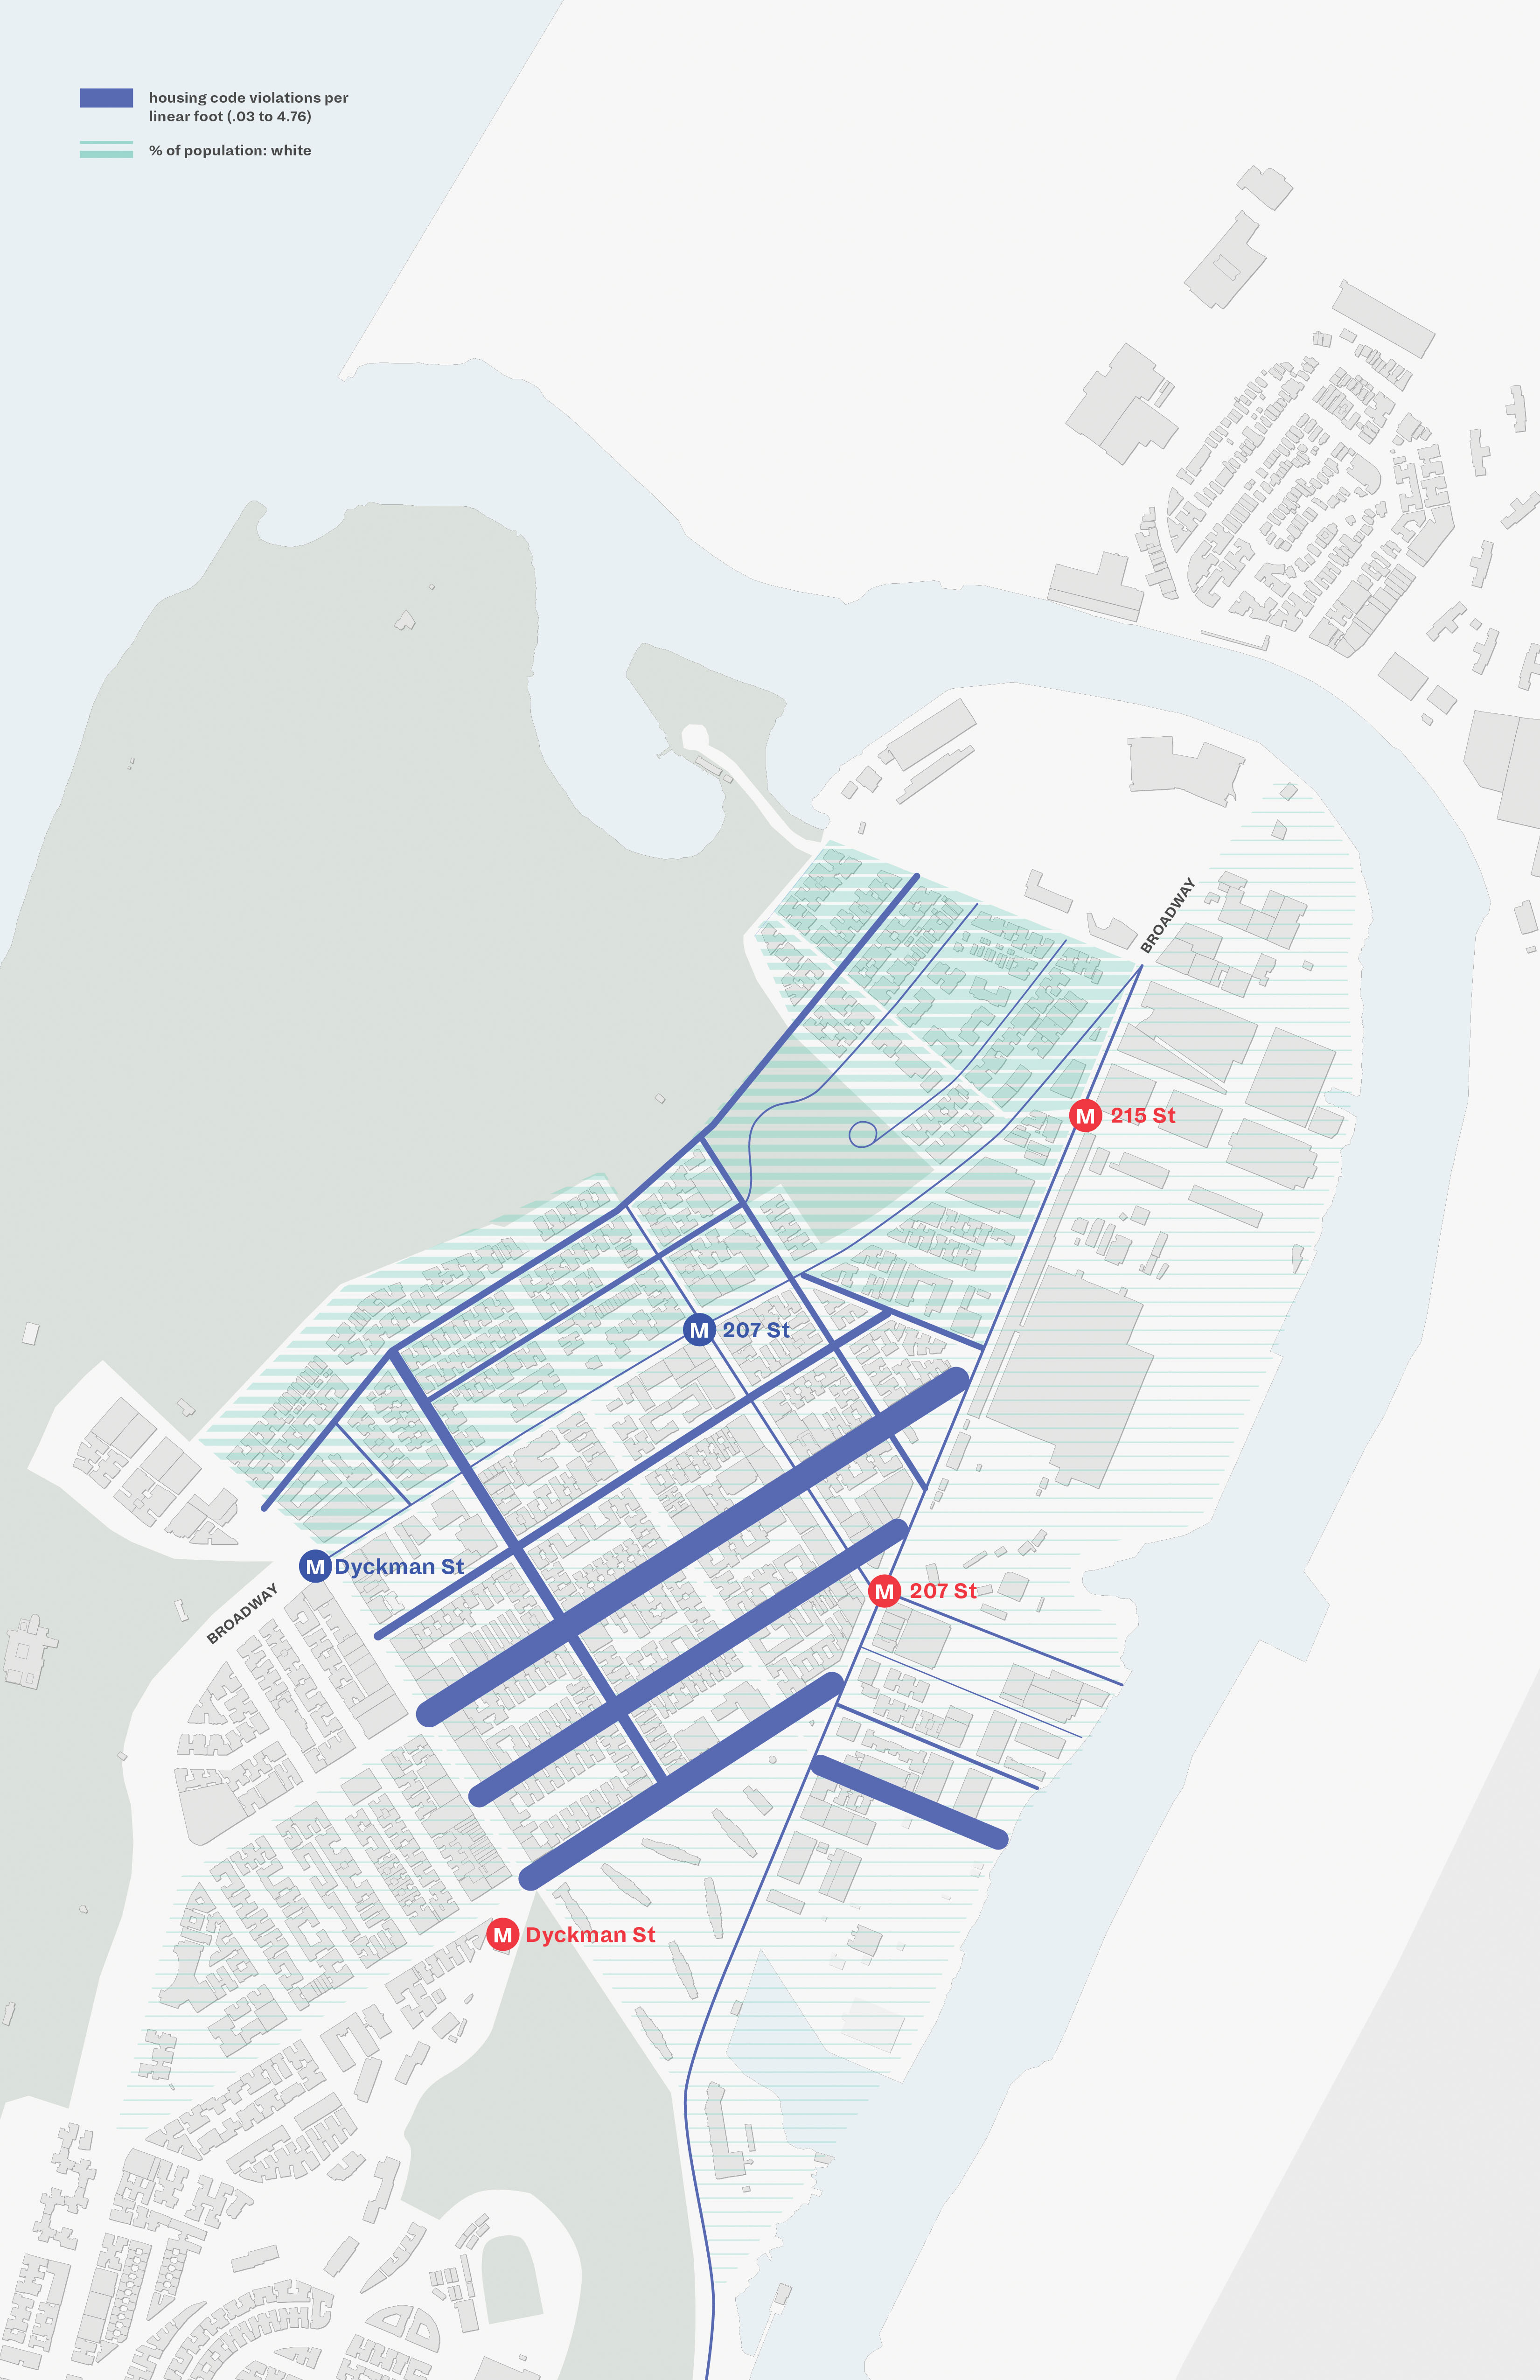 housing code violations per
linear foot (.03 to 4.76)
% of population: white
BROADWAY
M 215 St
M 207 St
M Dyckman St
BROADWAY
M 207 St
M Dyckman St